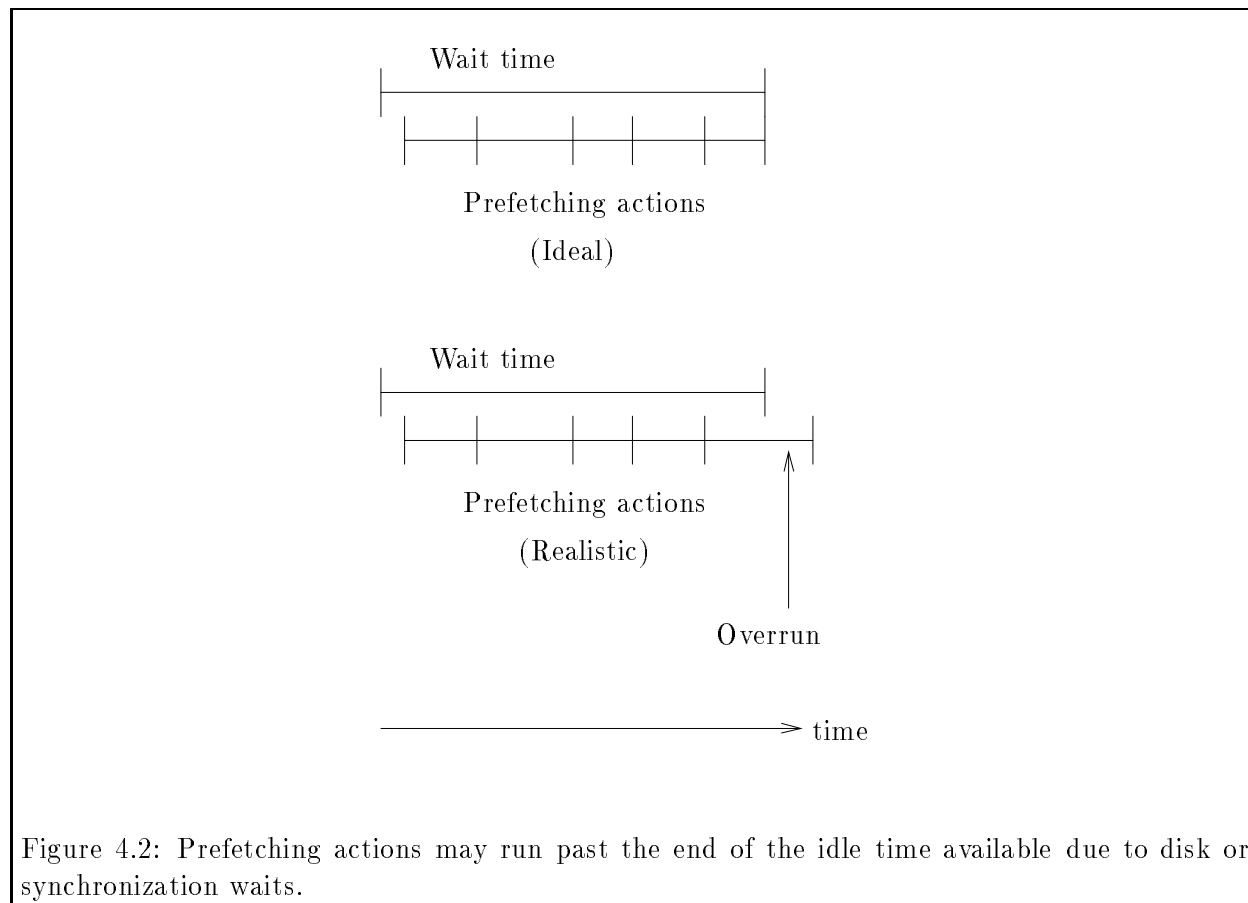 Wait time
Prefetching actions
(Ideal)
Wait time
Prefetching actions
(Realistic)
Overrun
time
Figure 4.2: Prefetching actions may run past the end of the idle time available due to disk or
synchronization waits.